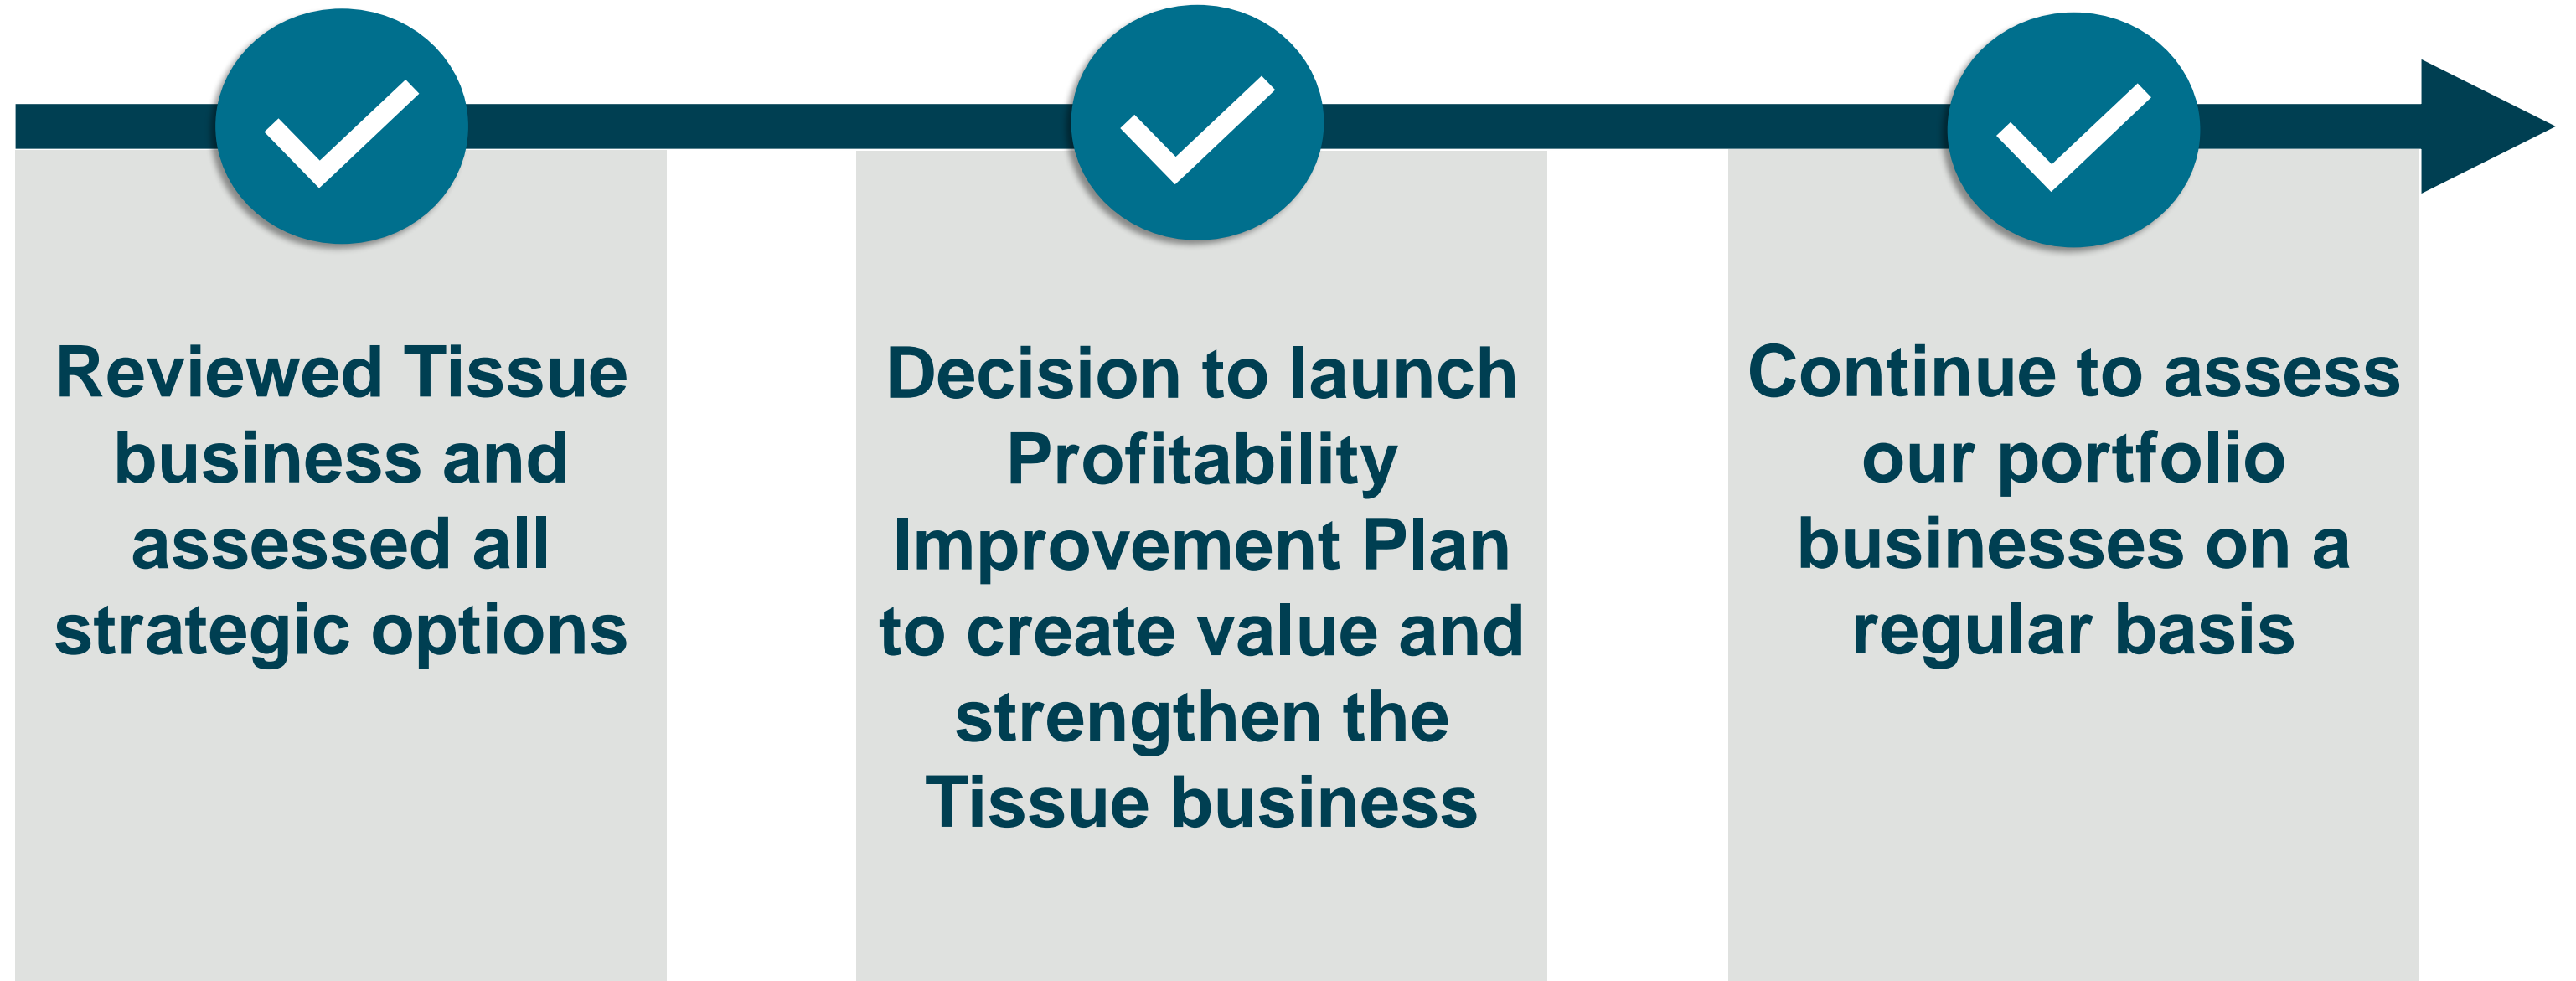 Reviewed Tissue
business and
assessed all
strategic options
Decision to launch
Profitability
Improvement Plan
to create value and
strengthen the
Tissue business
Continue to assess
our portfolio
businesses on a
regular basis